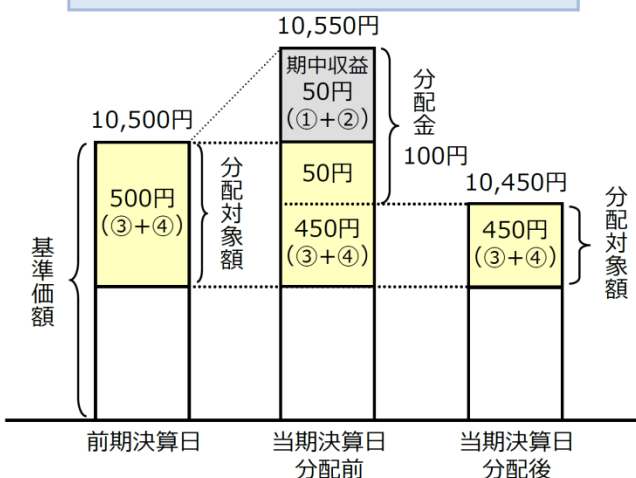 10,550円
期中収益
50円
(①+②)
分配金
10,500円
100円
50円
10,450円
500円
(③+④)
分配対象額
450円
(③+④)
450円
(③+④)
分配対象額
基準価額
前期決算日
当期決算日
分配前
当期決算日
分配後